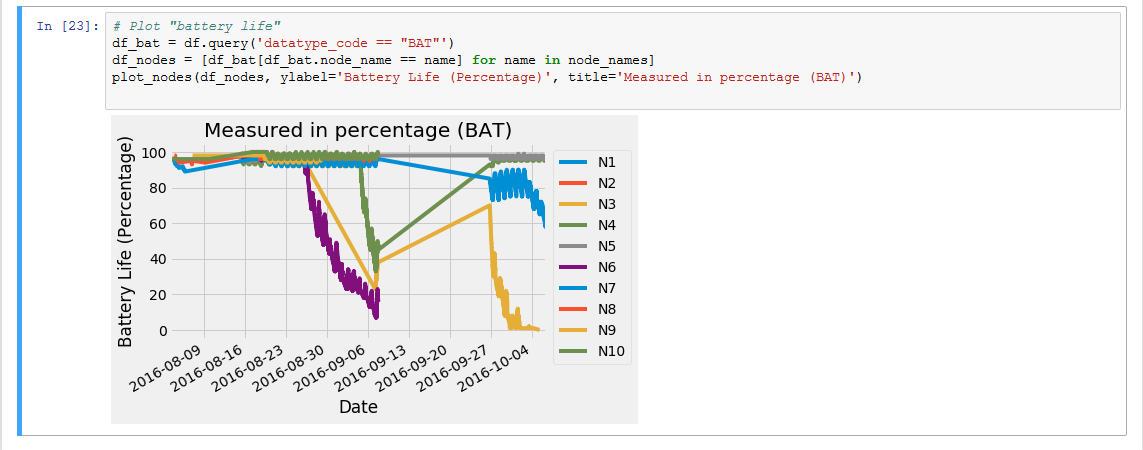 In [23]:
# Plot "battery life"
df_bat = df.query('datatype_code == "BAT"')
df_nodes = [df_bat[df_bat.node_name == name] for name in node_names]
plot_nodes(df_nodes, ylabel='Battery Life (Percentage)', title='Measured in percentage (BAT)')
Measured in percentage (BAT)
Battery Life (Percentage)
100
80
60
40
20
0
2016-08-09
2016-08-16
2016-08-23
2016-08-30
2016-09-06
2016-09-13
2016-09-20
2016-09-27
2016-10-04
Date
N1
N2
N3
N4
N5
N6
N7
N8
N9
N10